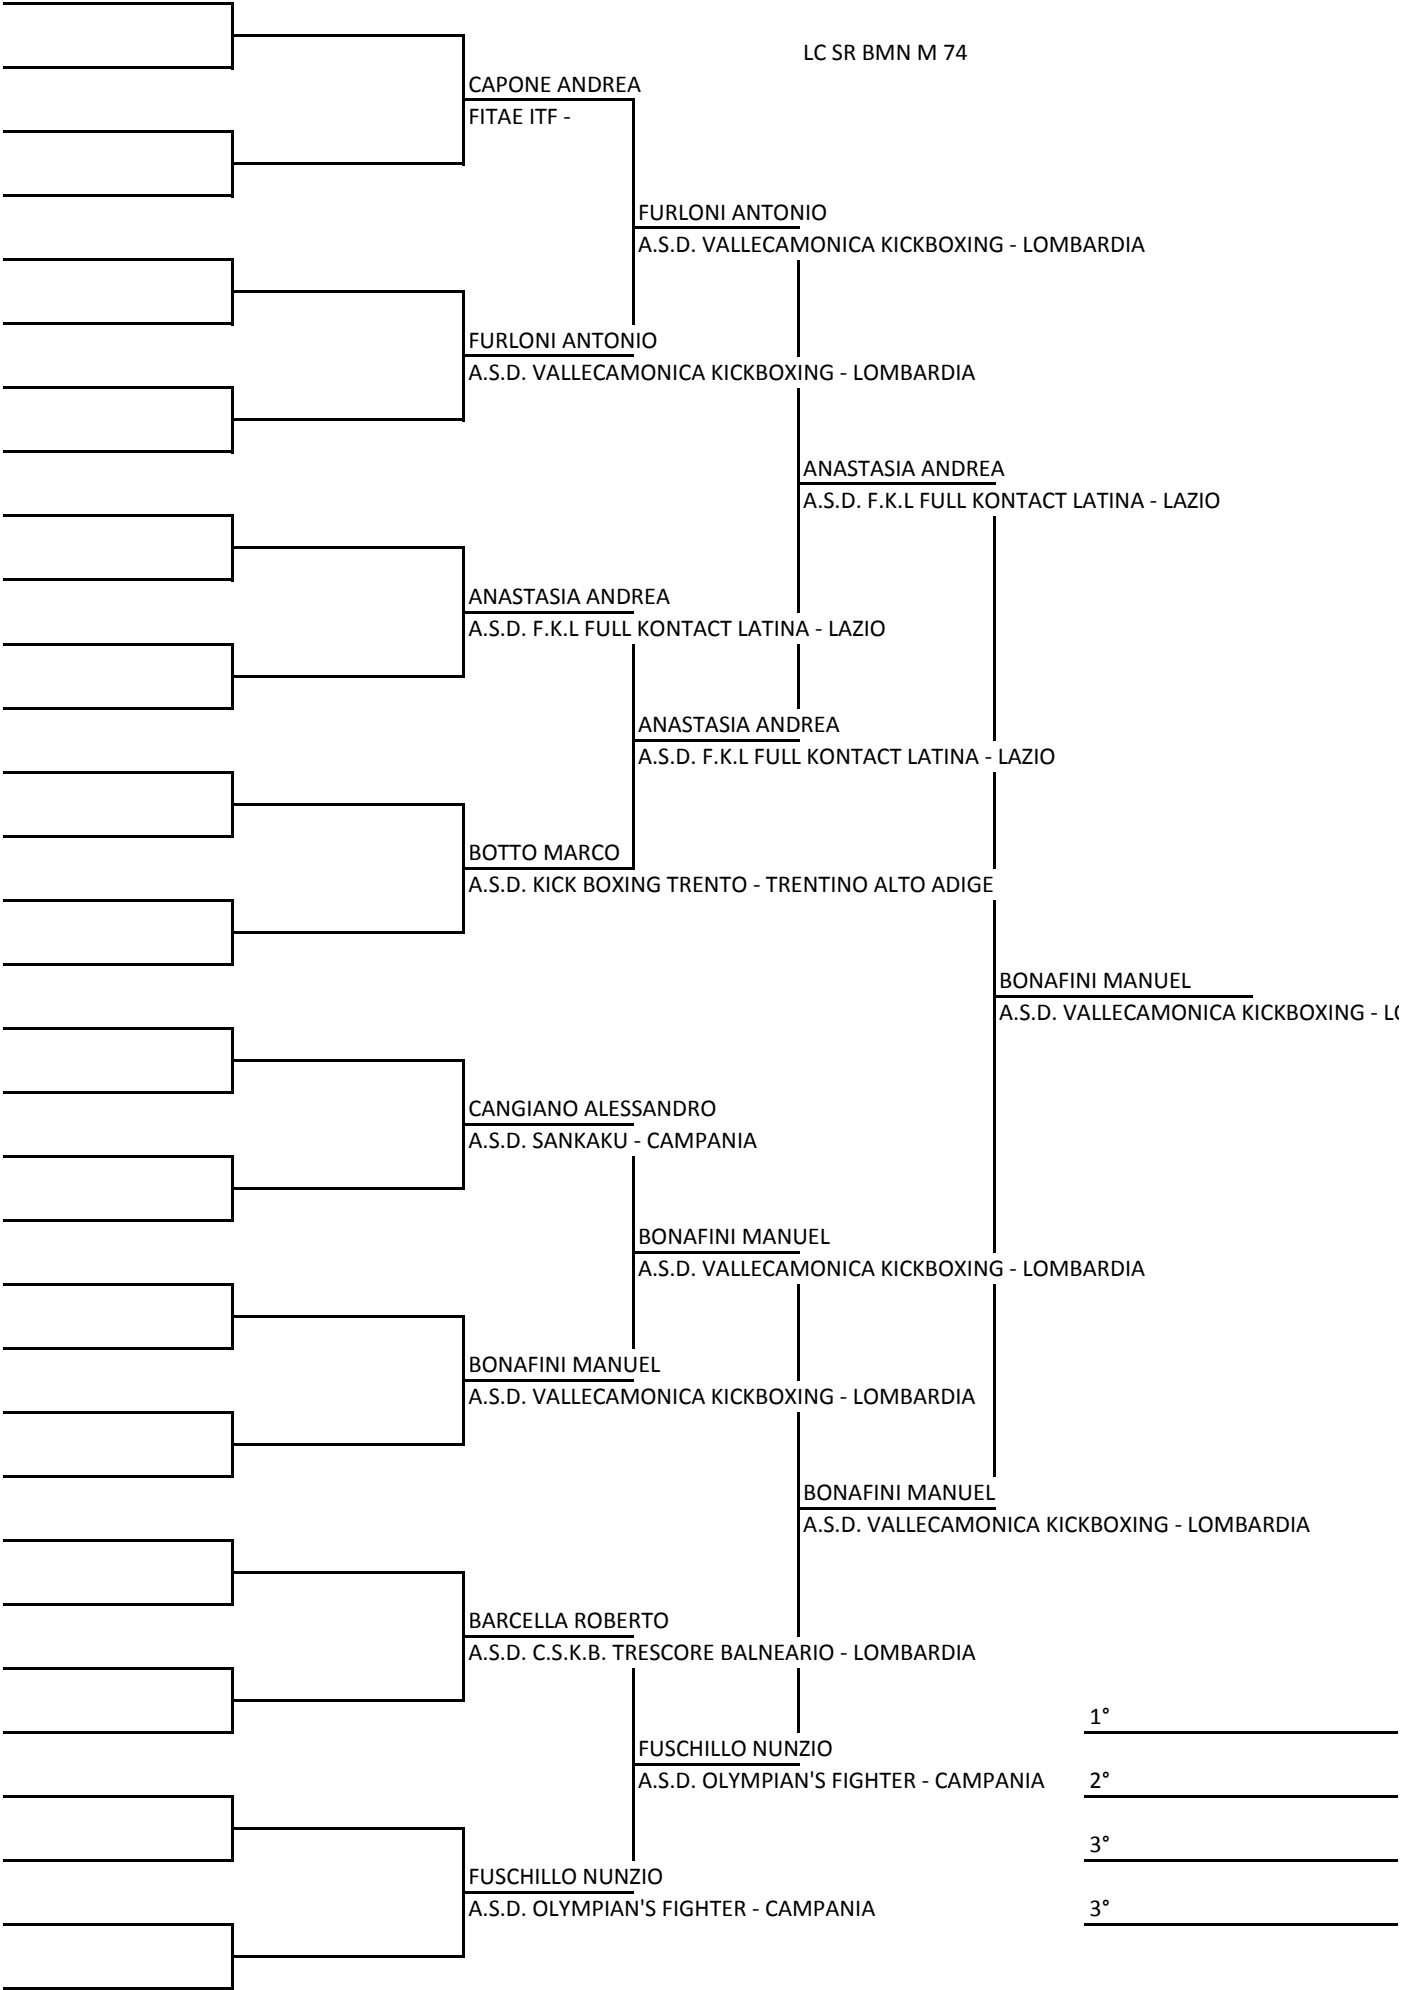 LC SR BMN M 74
CAPONE ANDREA
FITAE ITF -
FURLONI ANTONIO
A.S.D. VALLECAMONICA KICKBOXING - LOMBARDIA
FURLONI ANTONIO
A.S.D. VALLECAMONICA KICKBOXING - LOMBARDIA
ANASTASIA ANDREA
A.S.D. F.K.L FULL KONTACT LATINA - LAZIO
ANASTASIA ANDREA
A.S.D. F.K.L FULL KONTACT LATINA - LAZIO
ANASTASIA ANDREA
A.S.D. F.K.L FULL KONTACT LATINA - LAZIO
BOTTO MARCO
A.S.D. KICK BOXING TRENTO - TRENTINO ALTO ADIGE
BONAFINI MANUEL
A.S.D. VALLECAMONICA KICKBOXING -
CANGIANO ALESSANDRO
A.S.D. SANKAKU - CAMPANIA
BONAFINI MANUEL
A.S.D. VALLECAMONICA KICKBOXING - LOMBARDIA
BONAFINI MANUEL
A.S.D. VALLECAMONICA KICKBOXING - LOMBARDIA
BONAFINI MANUEL
A.S.D. VALLECAMONICA KICKBOXING - LOMBARDIA
BARCELLA ROBERTO
A.S.D. C.S.K.B. TRESCORE BALNEARIO - LOMBARDIA
1°
FUSCHILLO NUNZIO
A.S.D. OLYMPIAN'S FIGHTER - CAMPANIA
2°
3°
FUSCHILLO NUNZIO
A.S.D. OLYMPIAN'S FIGHTER - CAMPANIA
3°